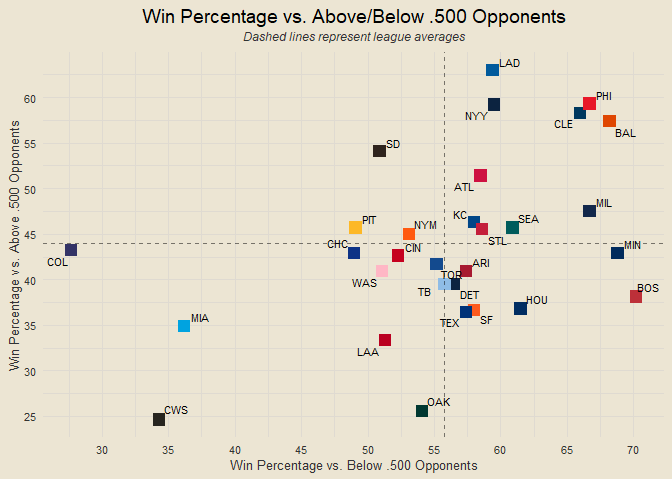 Win Percentage vs. Above/Below .500 Opponents
Dashed lines represent league averages
Win Percentage vs. Above .500 Opponents
60
55
50
45
40
35
30
25
LAD
NYY
PHI
CLE
BAL
SD
ATL
MIL
KC
SEA
STL
PIT
NYM
CHC
CIN
COL
MIN
WAS
TOR
ARI
TB
DET
BOS
HOU
TEX
SF
MIA
LAA
OAK
CWS
30 35 40 45 50 55 60 65 70
Win Percentage vs. Below .500 Opponents